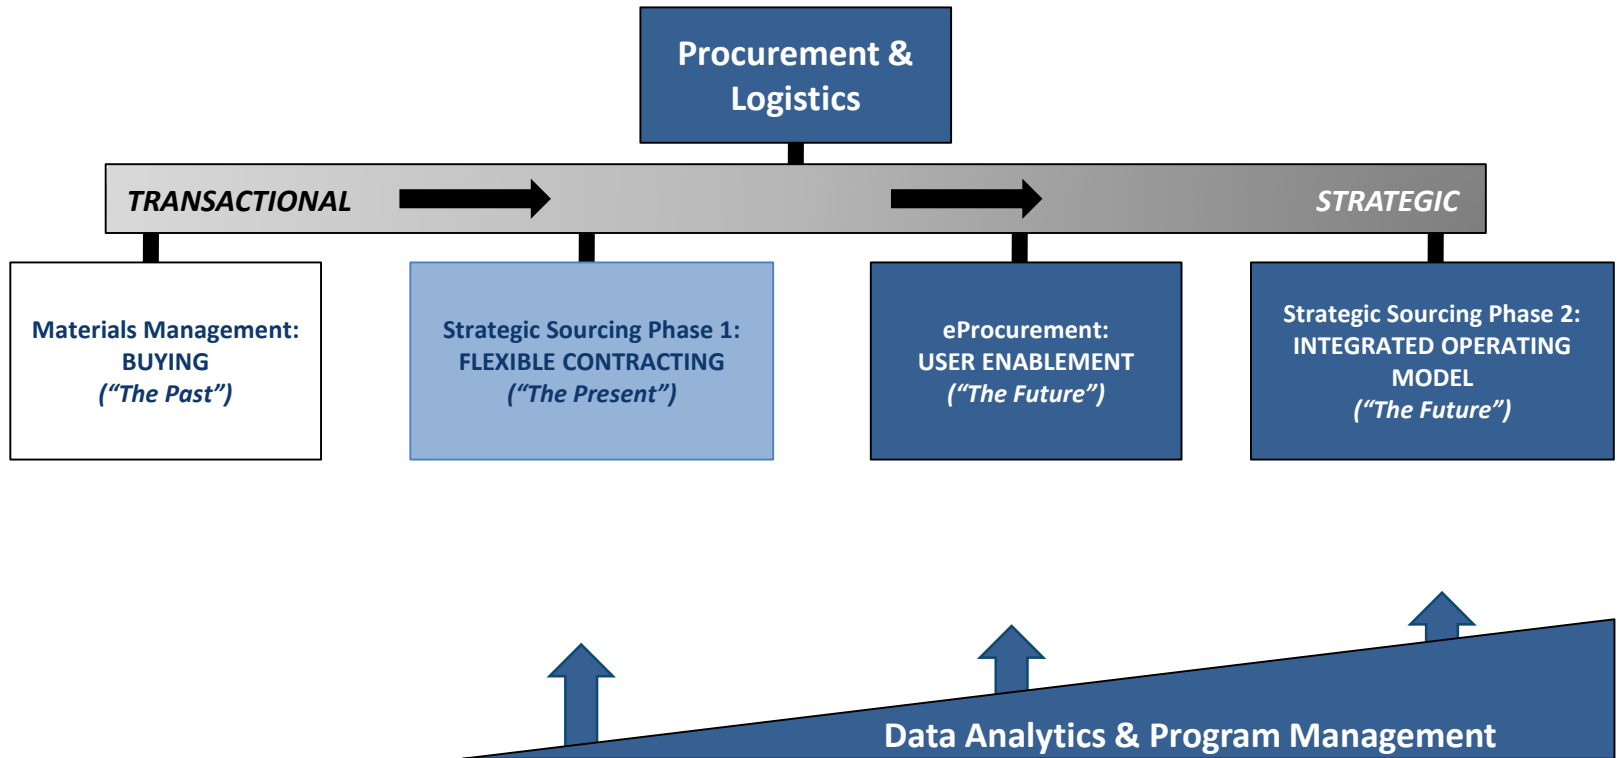 Procurement &
Logistics
TRANSACTIONAL
STRATEGIC
Materials Management:
BUYING
(“The Past”)
Strategic Sourcing Phase 1:
FLEXIBLE CONTRACTING
(“The Present”)
eProcurement:
USER ENABLEMENT
(“The Future”)
Strategic Sourcing Phase 2:
INTEGRATED OPERATING
MODEL
(“The Future”)
Data Analytics & Program Management